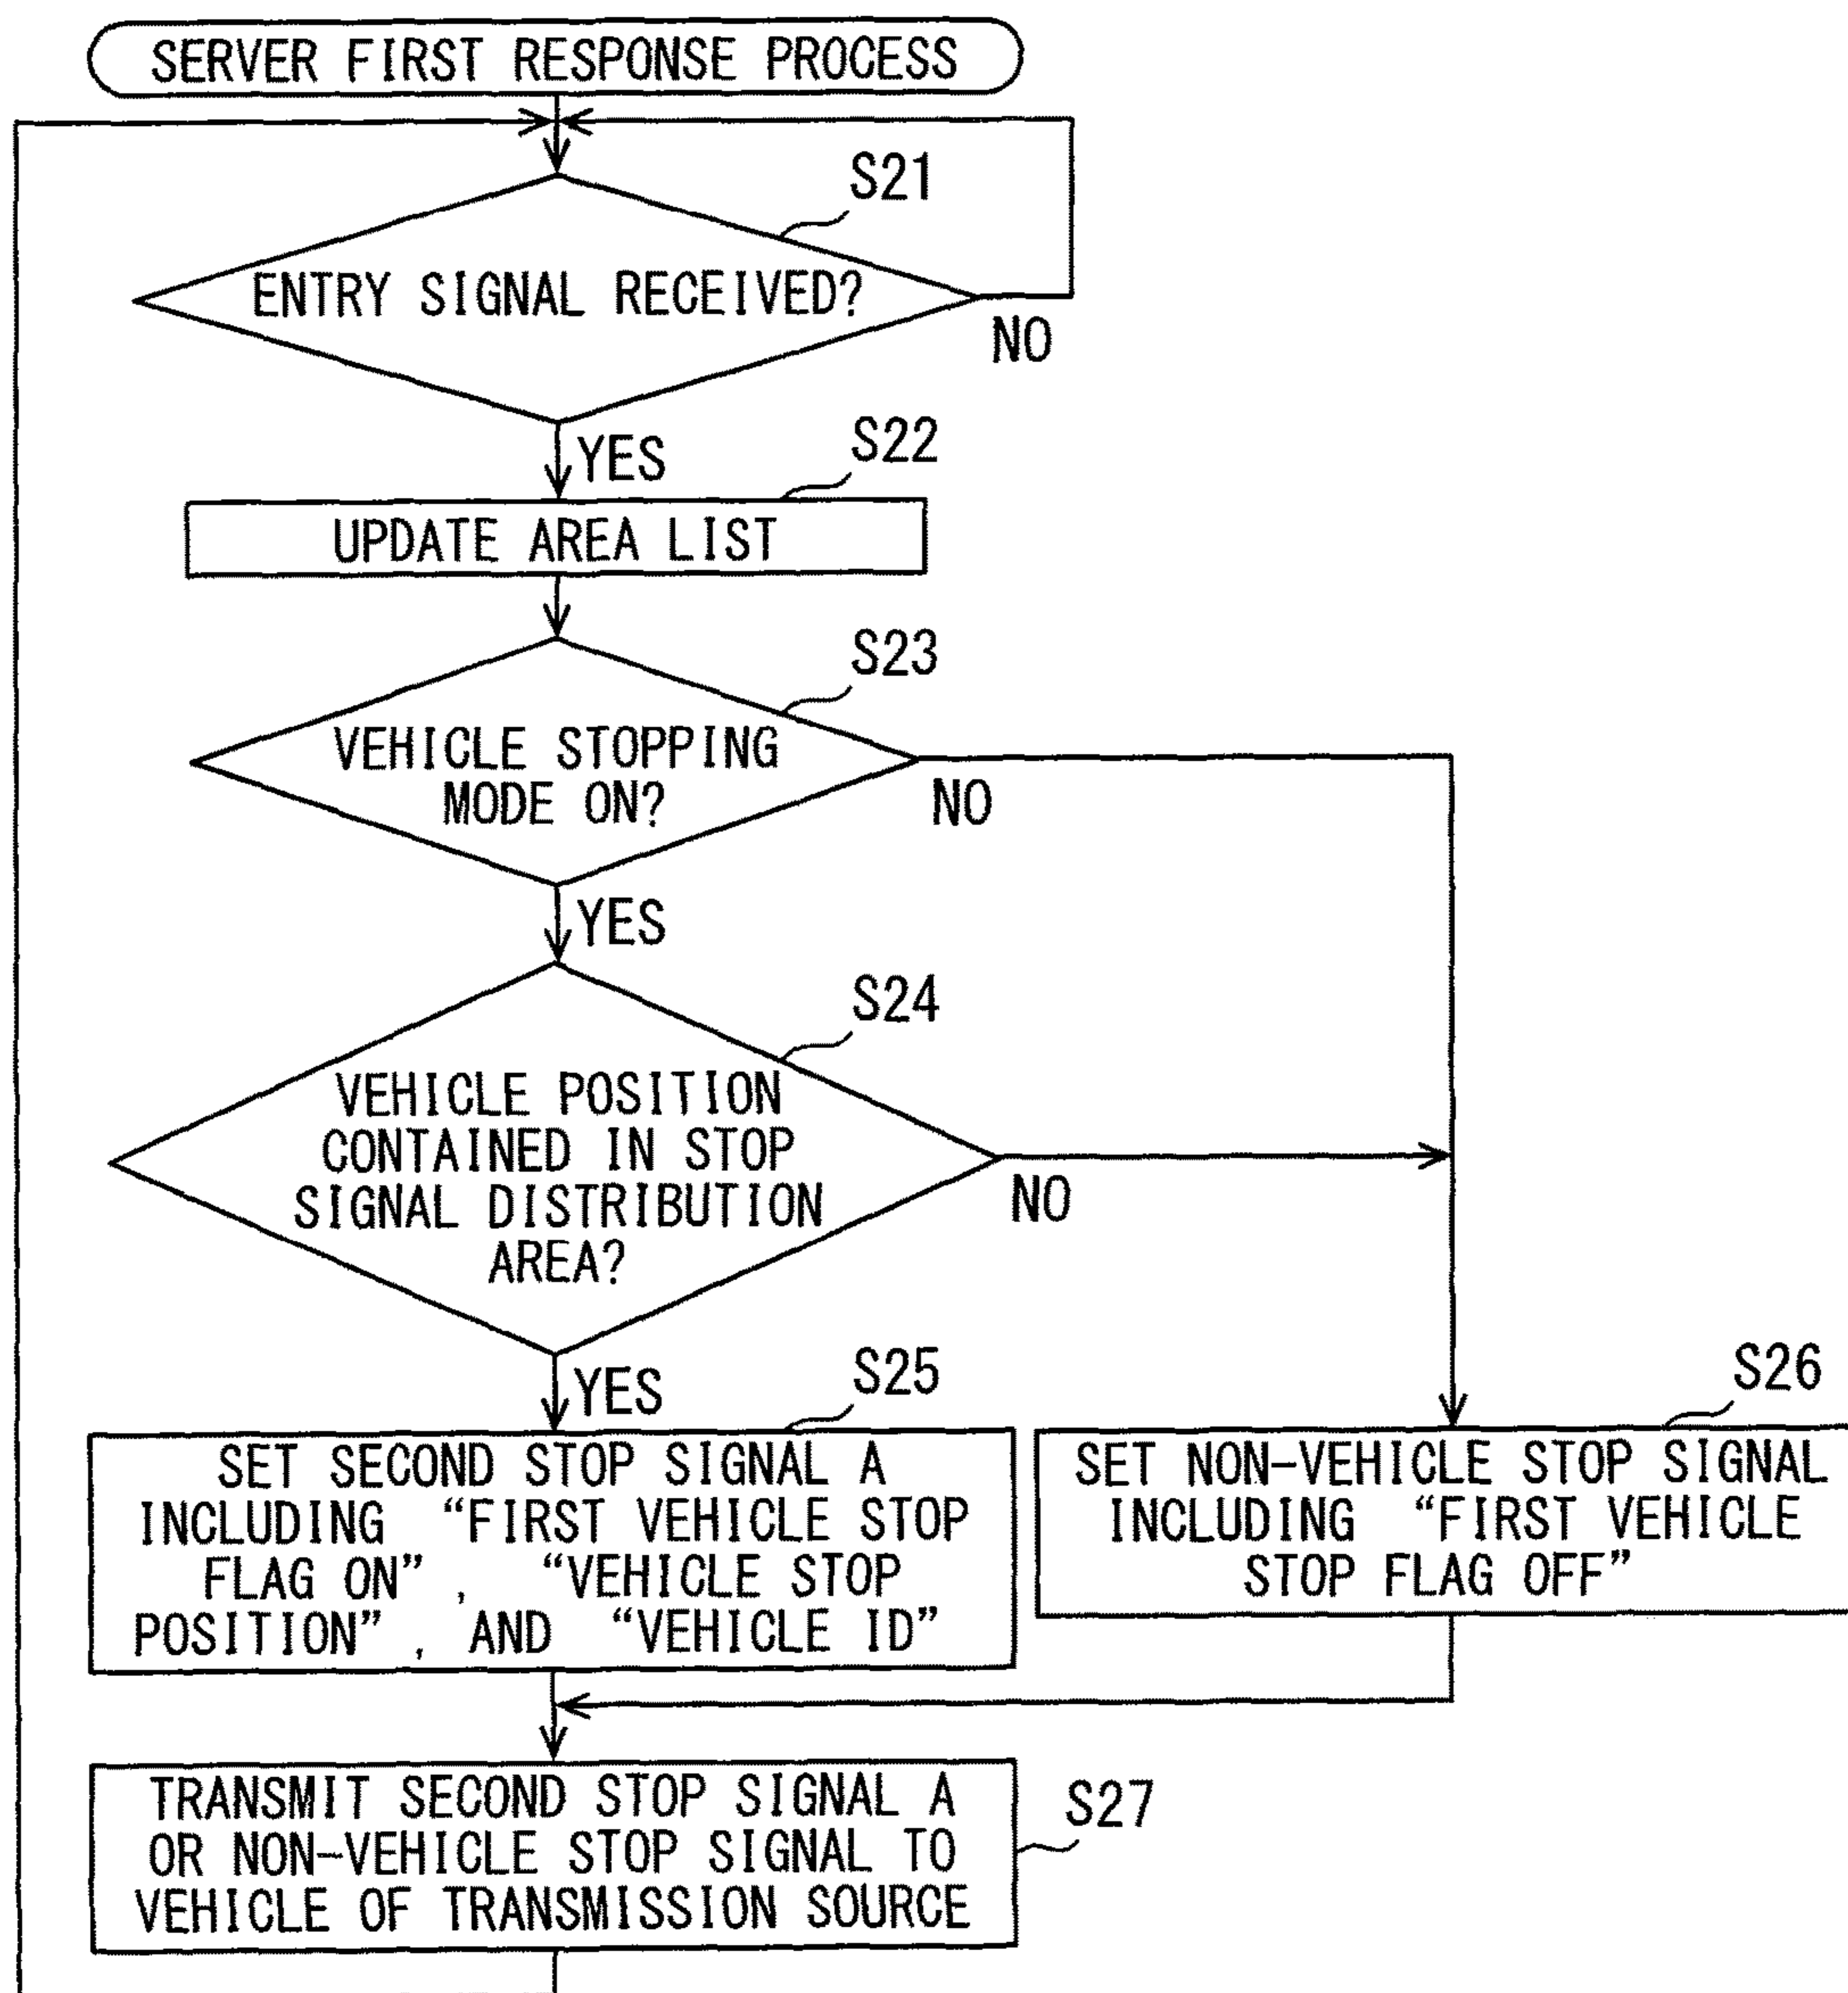 SERVER FIRST RESPONSE PROCESS
S21
ENTRY SIGNAL RECEIVED?
NO
YES
S22
UPDATE AREA LIST
S23
VEHICLE STOPPING
MODE ON?
NO
YES
S24
VEHICLE POSITION
CONTAINED IN STOP
SIGNAL DISTRIBUTION
AREA?
NO
YES
S25
SET SECOND STOP SIGNAL A
INCLUDING “FIRST VEHICLE STOP
FLAG ON”, “VEHICLE STOP
POSITION”, AND “VEHICLE ID”
S26
SET NON-VEHICLE STOP SIGNAL
INCLUDING “FIRST VEHICLE
STOP FLAG OFF”
TRANSMIT SECOND STOP SIGNAL A
OR NON-VEHICLE STOP SIGNAL TO
VEHICLE OF TRANSMISSION SOURCE
S27